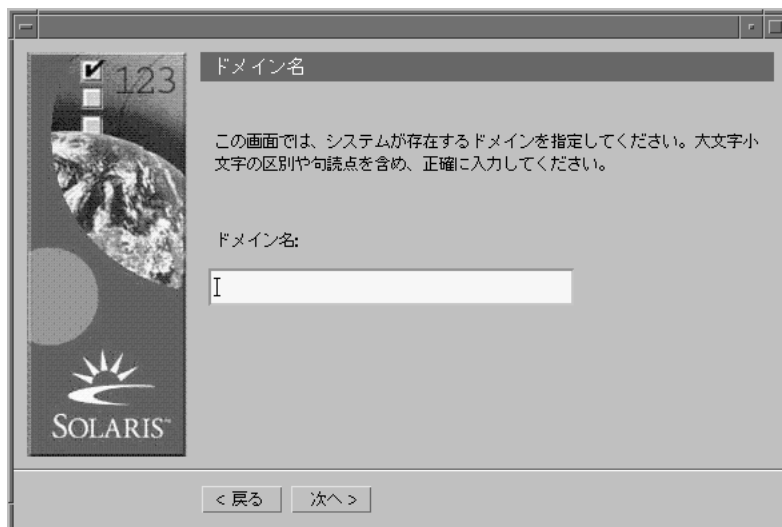 123
ドメイン名
この画面では、システムが存在するドメインを指定してください。大文字小
文字の区別や句読点を含め、正確に入力してください。
ドメイン名:
SOLARIS™
< 戻る
次へ >